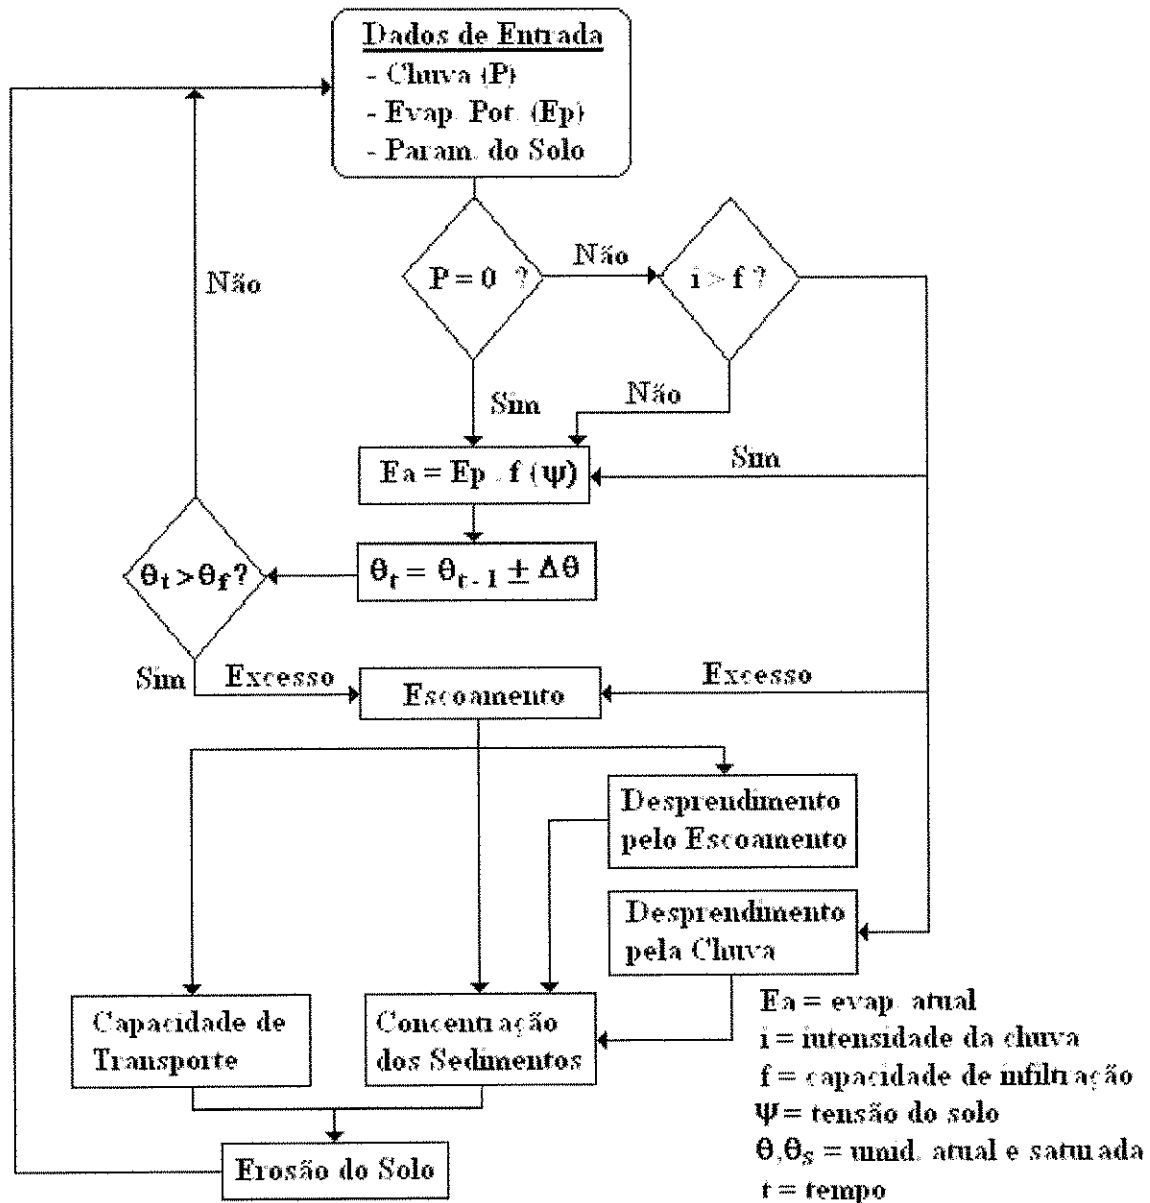 Dados de Entrada
- Chuva (P)
- Evap. Pot. (Ep)
- Param. do Solo
P = 0 ?
Não
i > f ?
Não
Sim
Não
Ea = Ep . f (ψ)
Sim
θt > θf ?
θt = θt-1 ± Δθ
Sim
Excesso
Escoamento
Excesso
Desprendimento
pelo Escoamento
Desprendimento
pela Chuva
Capacidade de
Transporte
Concentração
dos Sedimentos
Erosão do Solo
Ea = evap. atual
i = intensidade da chuva
f = capacidade de infiltração
Ψ = tensão do solo
θ,θs = umid. atual e saturada
t = tempo